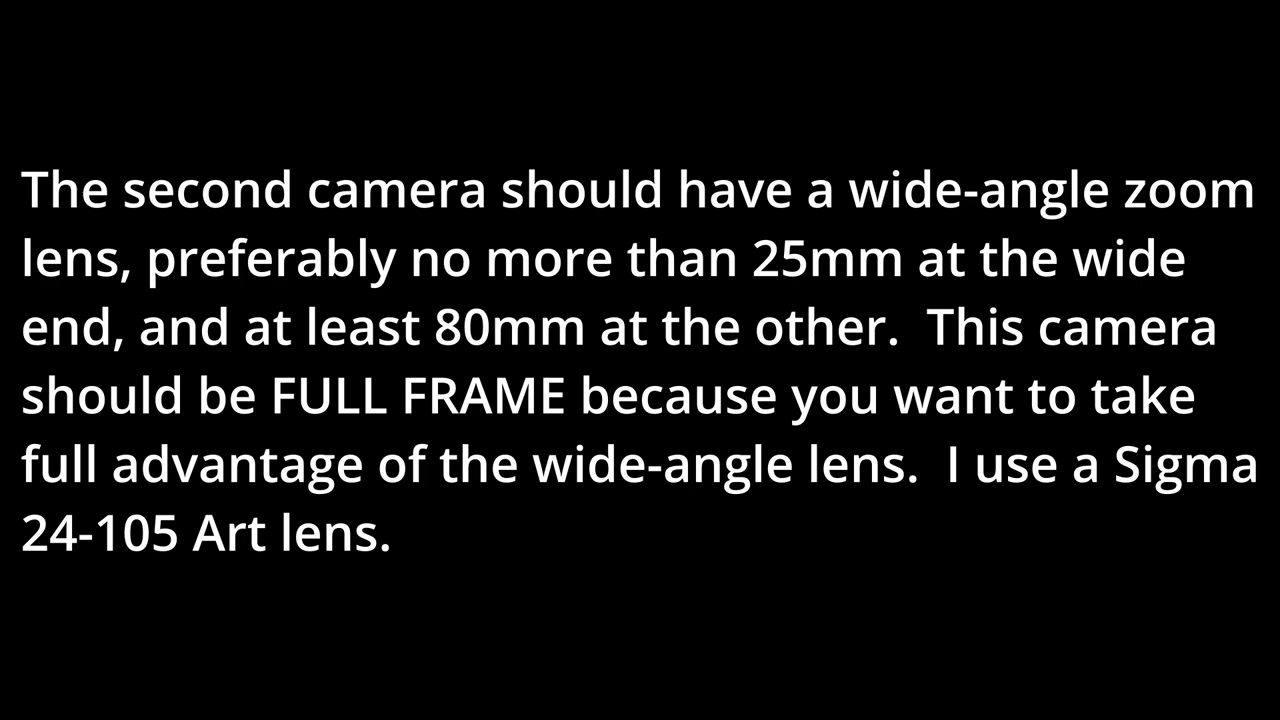 The second camera should have a wide-angle zoom
lens, preferably no more than 25mm at the wide
end, and at least 80mm at the other.  This camera
should be FULL FRAME because you want to take
full advantage of the wide-angle lens.  I use a Sigma
24-105 Art lens.